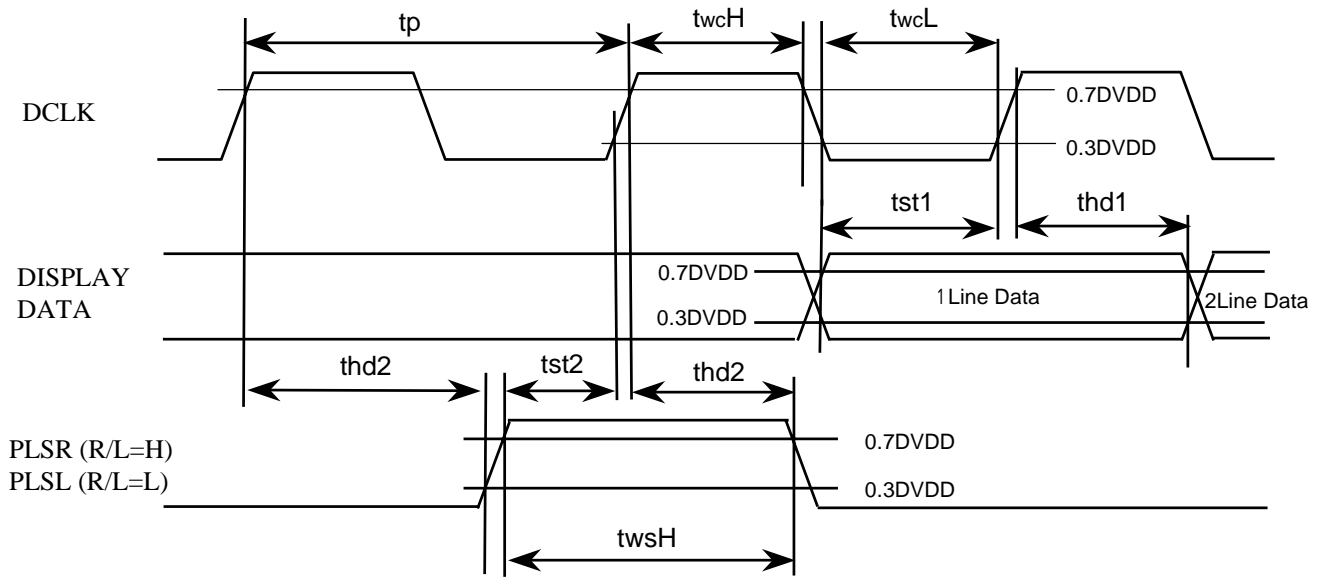 tp
twcH
twcL
DCLK
0.7DVDD
0.3DVDD
tst1
thd1
DISPLAY
DATA
0.7DVDD
0.3DVDD
1Line Data
2Line Data
thd2
tst2
thd2
PLSR (R/L=H)
PLSL (R/L=L)
0.7DVDD
0.3DVDD
twsH